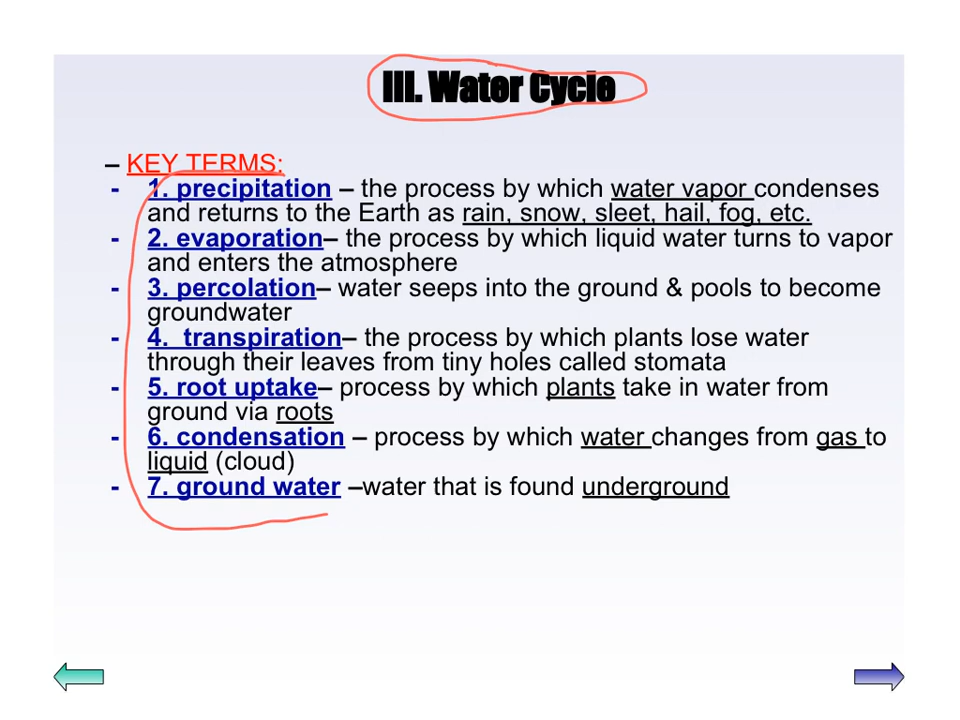 III. Water Cycle
– KEY TERMS:
- 1. precipitation – the process by which water vapor condenses
and returns to the Earth as rain, snow, sleet, hail, fog, etc.
- 2. evaporation– the process by which liquid water turns to vapor
and enters the atmosphere
- 3. percolation– water seeps into the ground & pools to become
groundwater
- 4. transpiration– the process by which plants lose water
through their leaves from tiny holes called stomata
- 5. root uptake– process by which plants take in water from
ground via roots
- 6. condensation – process by which water changes from gas to
liquid (cloud)
- 7. ground water –water that is found underground